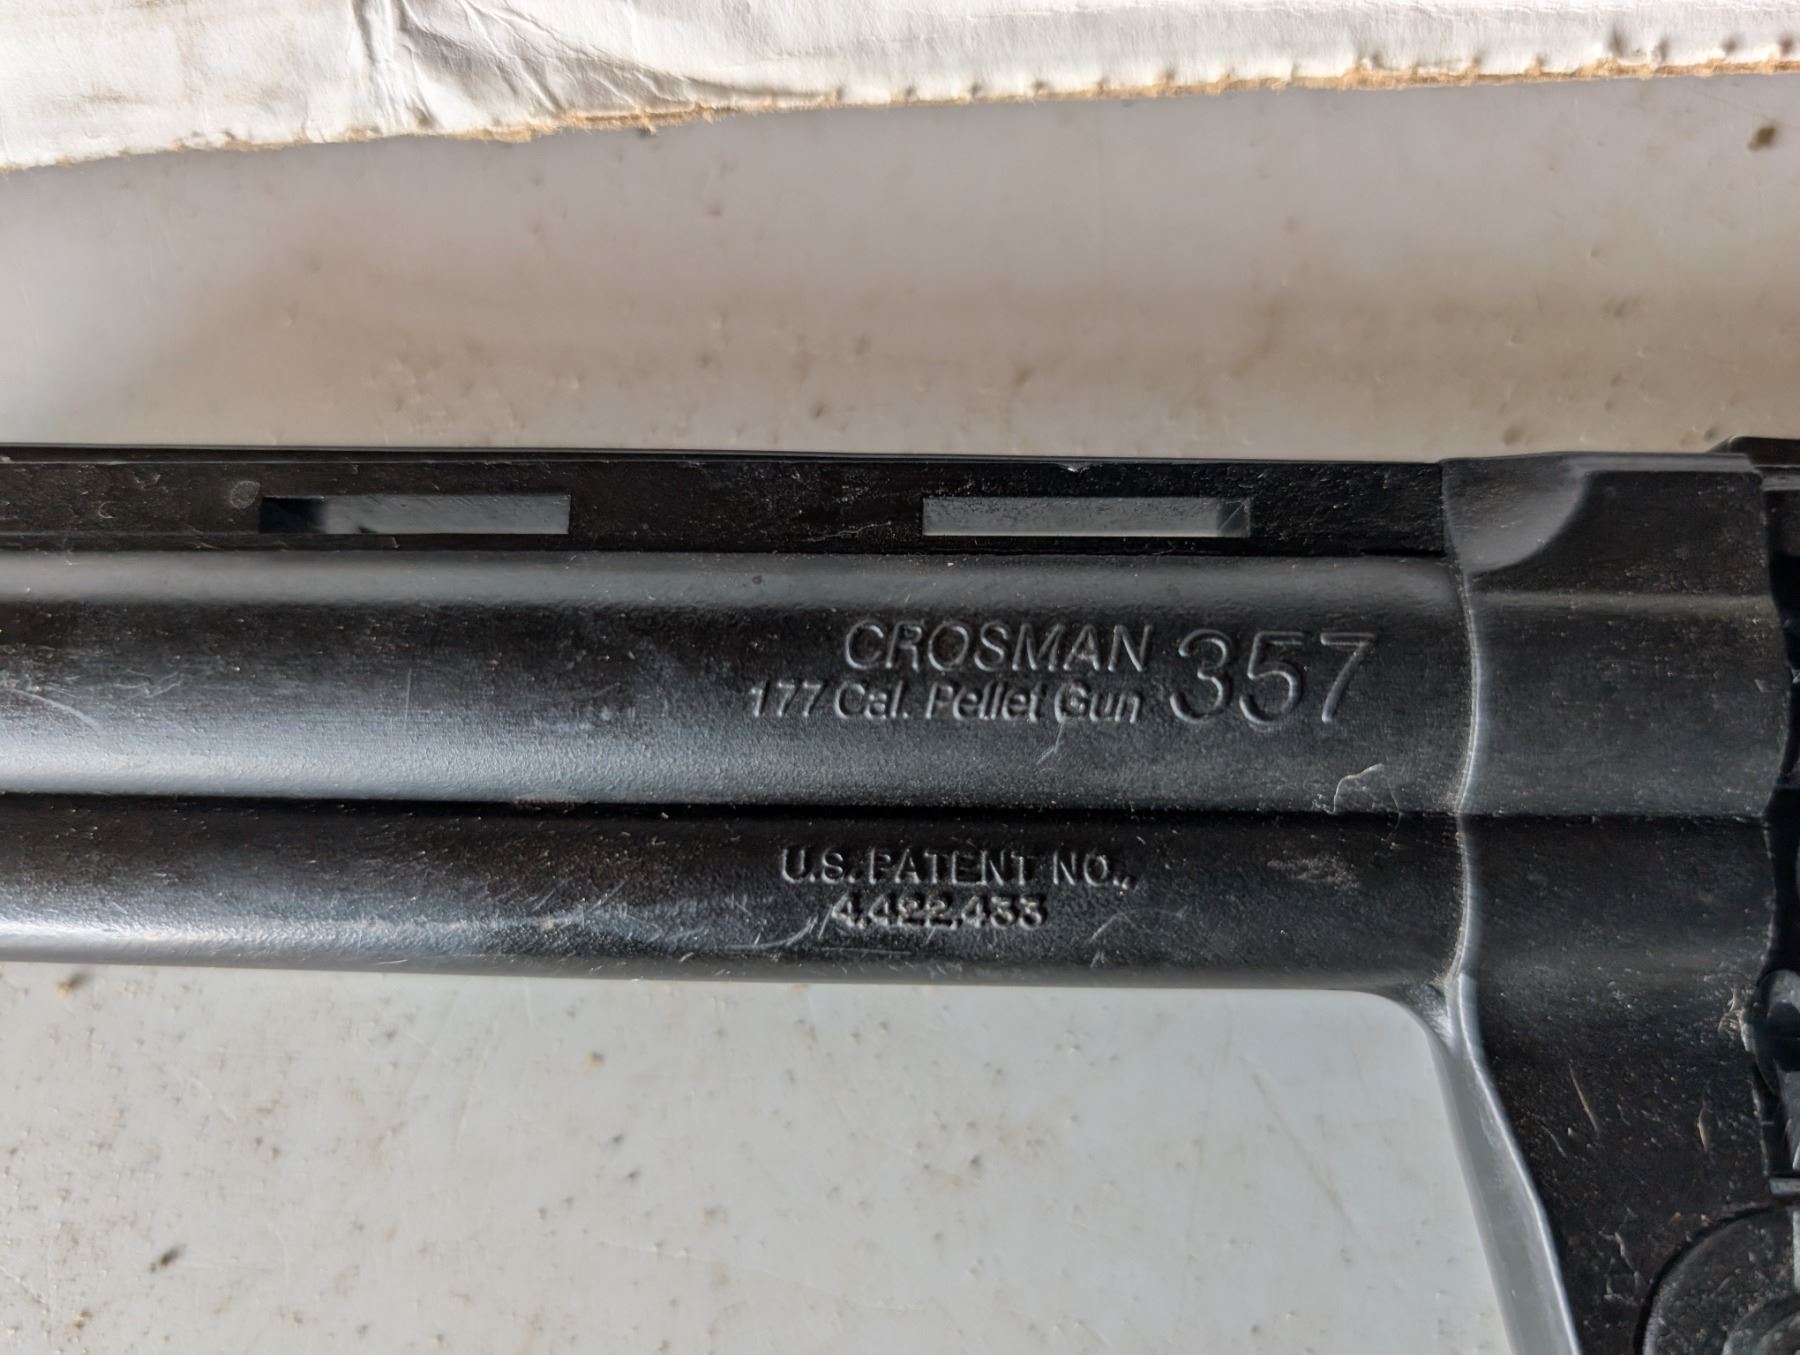 CROSMAN 357
177 Cal. Pellet Gun
U.S. PATENT NO.,
4,422,433